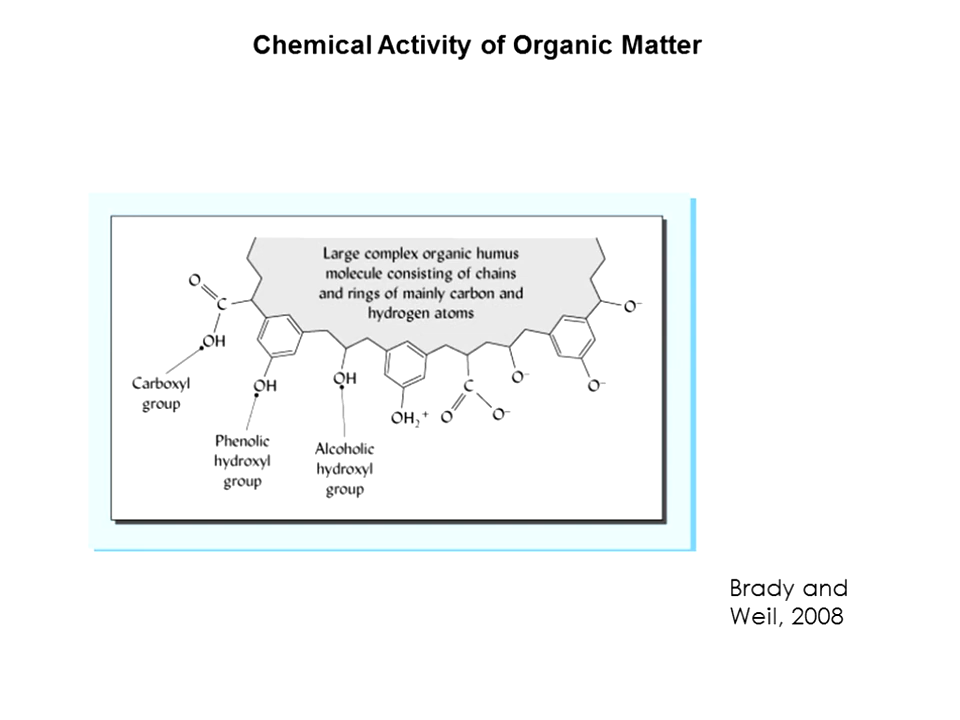 Chemical Activity of Organic Matter
Large complex organic humus
molecule consisting of chains
and rings of mainly carbon and
hydrogen atoms
O
C
OH
O⁻
Carboxyl
group
OH
OH
OH₂⁺
O
C
O⁻
O⁻
O⁻
Phenolic
hydroxyl
group
Alcoholic
hydroxyl
group
Brady and
Weil, 2008